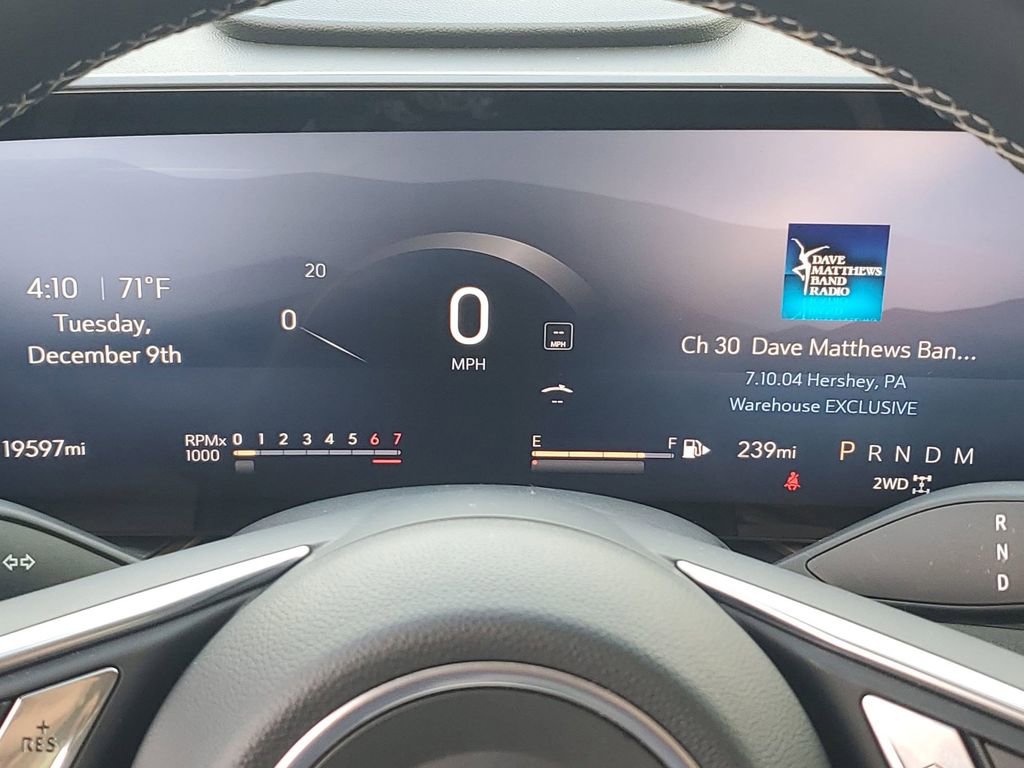 4:10 | 71°F
Tuesday,
December 9th
20
0
0
MPH
--
MPH
--
DAVE
MATTHEWS
BAND
RADIO
Ch 30 Dave Matthews Ban...
7.10.04 Hershey, PA
Warehouse EXCLUSIVE
19597mi
RPMx
1000
0 1 2 3 4 5 6 7
E F
239mi
P R N D M
2WD
R
N
D
+
RES